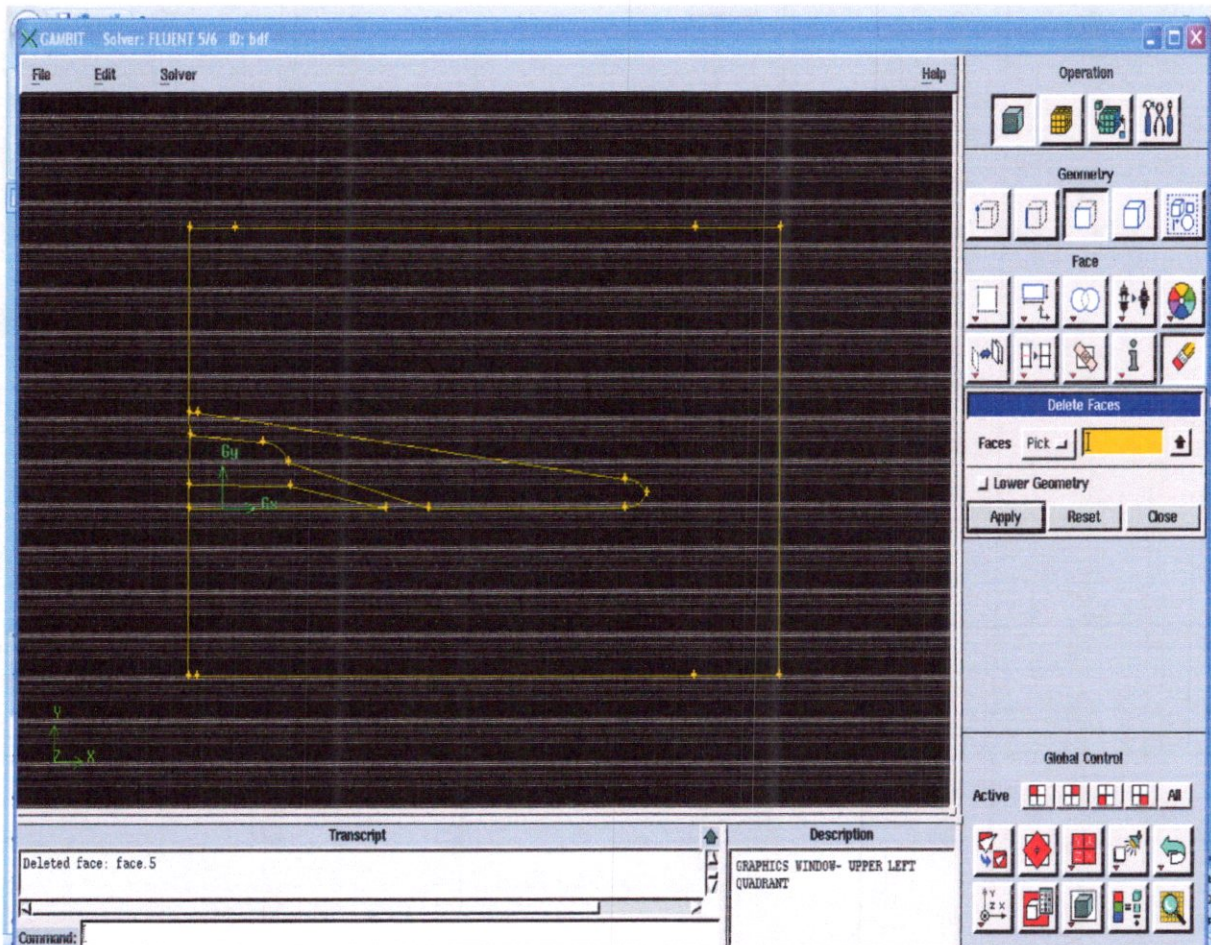 GAMBIT Solver: FLUENT 5/6 ID: bdf
File Edit Solver Help
Operation
Geometry
Face
Delete Faces
Faces Pick
Lower Geometry
Apply Reset Close
Gy
Gx
Y
Z X
Global Control
Active All
Transcript
Deleted face: face.5
Description
GRAPHICS WINDOW- UPPER LEFT
QUADRANT
Command: